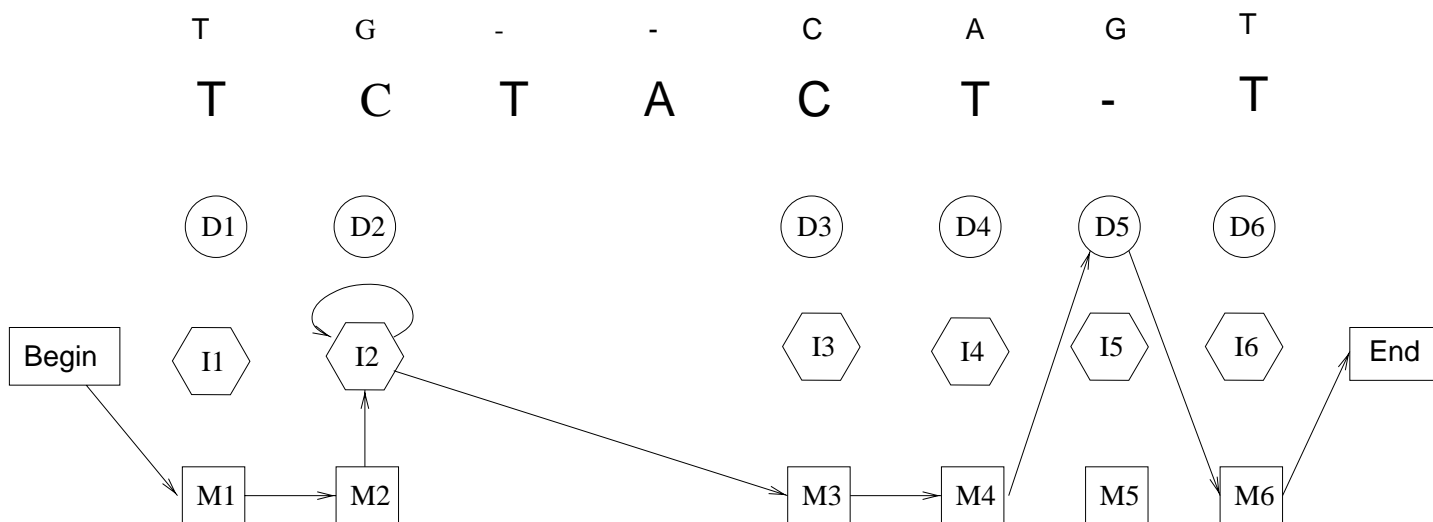 T G - - C A G T
T C T A C T - T
D1 D2 D3 D4 D5 D6
Begin I1 I2 I3 I4 I5 I6 End
M1 M2 M3 M4 M5 M6